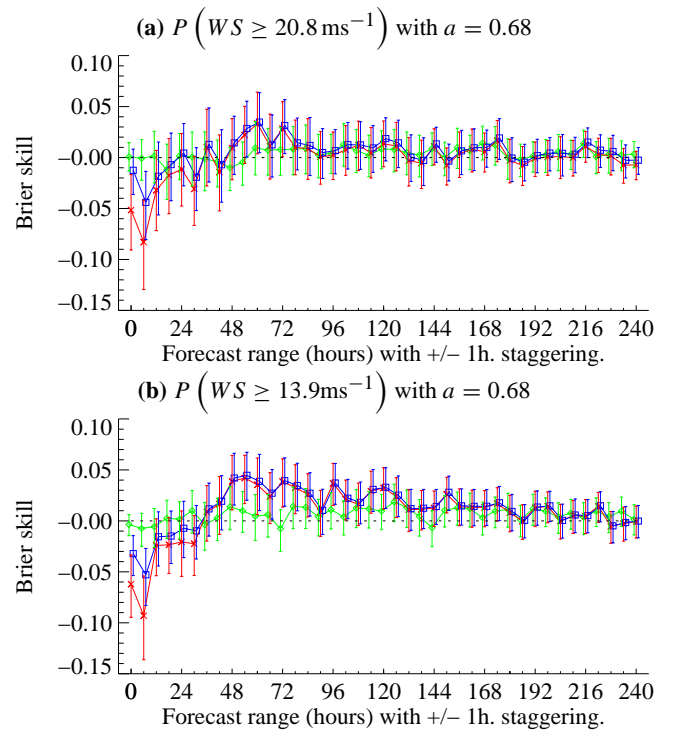 (a) P (WS ≥ 20.8 ms⁻¹) with a = 0.68
0.10
0.05
−0.00
−0.05
−0.10
−0.15
Brier skill
0 24 48 72 96 120 144 168 192 216 240
Forecast range (hours) with +/− 1h. staggering.
(b) P (WS ≥ 13.9ms⁻¹) with a = 0.68
0.10
0.05
−0.00
−0.05
−0.10
−0.15
Brier skill
0 24 48 72 96 120 144 168 192 216 240
Forecast range (hours) with +/− 1h. staggering.